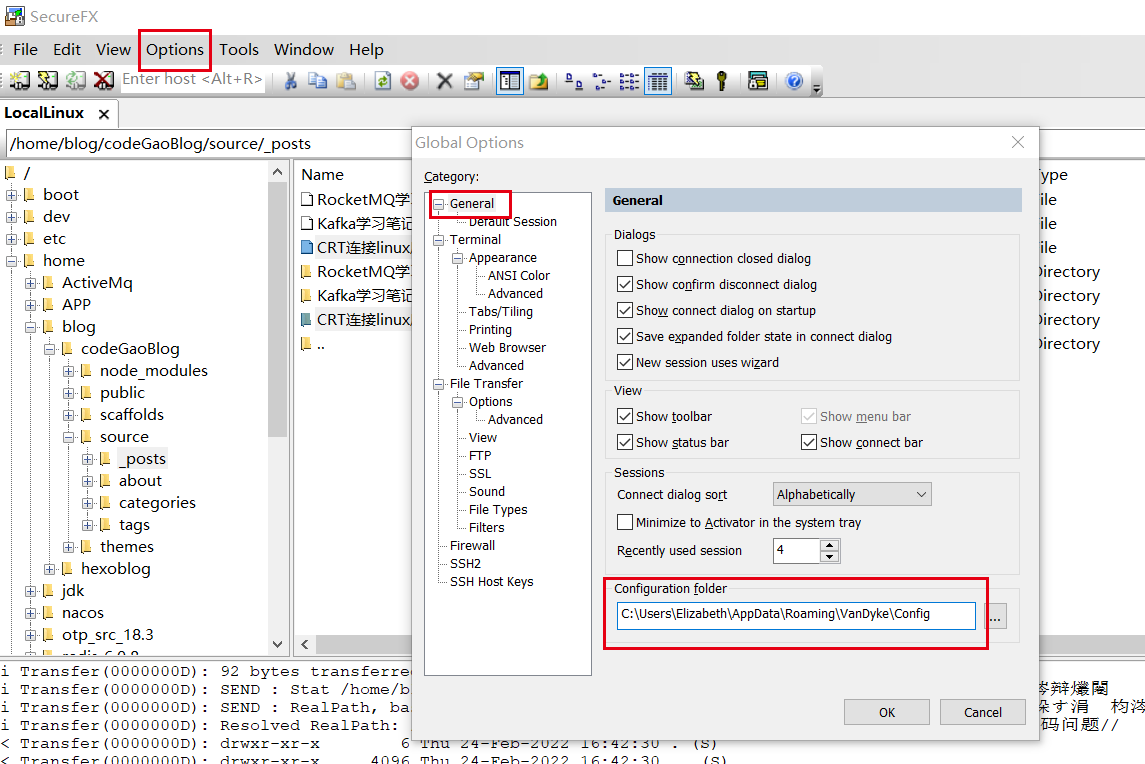 SecureFX
File Edit View Options Tools Window Help
Enter host <Alt+R>
LocalLinux
/home/blog/codeGaoBlog/source/_posts
/
boot
dev
etc
home
ActiveMq
APP
blog
codeGaoBlog
node_modules
public
scaffolds
source
_posts
about
categories
tags
themes
hexoblog
jdk
nacos
otp_src_18.3
Name
RocketMQ学
Kafka学习笔记
CRT连接linux
RocketMQ学
Kafka学习笔记
CRT连接linux
..
ype
ile
ile
ile
Directory
Directory
Directory
Directory
Global Options
Category:
General
Default Session
Terminal
Appearance
ANSI Color
Advanced
Tabs/Tiling
Printing
Web Browser
Advanced
File Transfer
Options
Advanced
View
FTP
SSL
Sound
File Types
Filters
Firewall
SSH2
SSH Host Keys
General
Dialogs
Show connection closed dialog
Show confirm disconnect dialog
Show connect dialog on startup
Save expanded folder state in connect dialog
New session uses wizard
View
Show toolbar Show menu bar
Show status bar Show connect bar
Sessions
Connect dialog sort Alphabetically
Minimize to Activator in the system tray
Recently used session 4
Configuration folder
C:\Users\Elizabeth\AppData\Roaming\VanDyke\Config
...
OK Cancel
i Transfer(0000000D): 92 bytes transferre
i Transfer(0000000D): SEND : Stat /home/b
i Transfer(0000000D): SEND : RealPath, ba
i Transfer(0000000D): Resolved RealPath: 码问题//
< Transfer(0000000D): drwxr-xr-x 6 Thu 24-Feb-2022 16:42:30 . (S)
< Transfer(0000000D): drwxr-xr-x 4096 Thu 24-Feb-2022 16:42:30 .. (S)